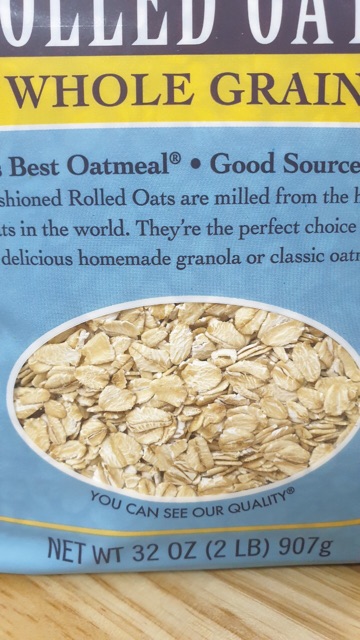 OLLED OAT
WHOLE GRAIN
s Best Oatmeal® • Good Source
shioned Rolled Oats are milled from the h
ts in the world. They're the perfect choice
delicious homemade granola or classic oatm
YOU CAN SEE OUR QUALITY®
NET WT 32 OZ (2 LB) 907g